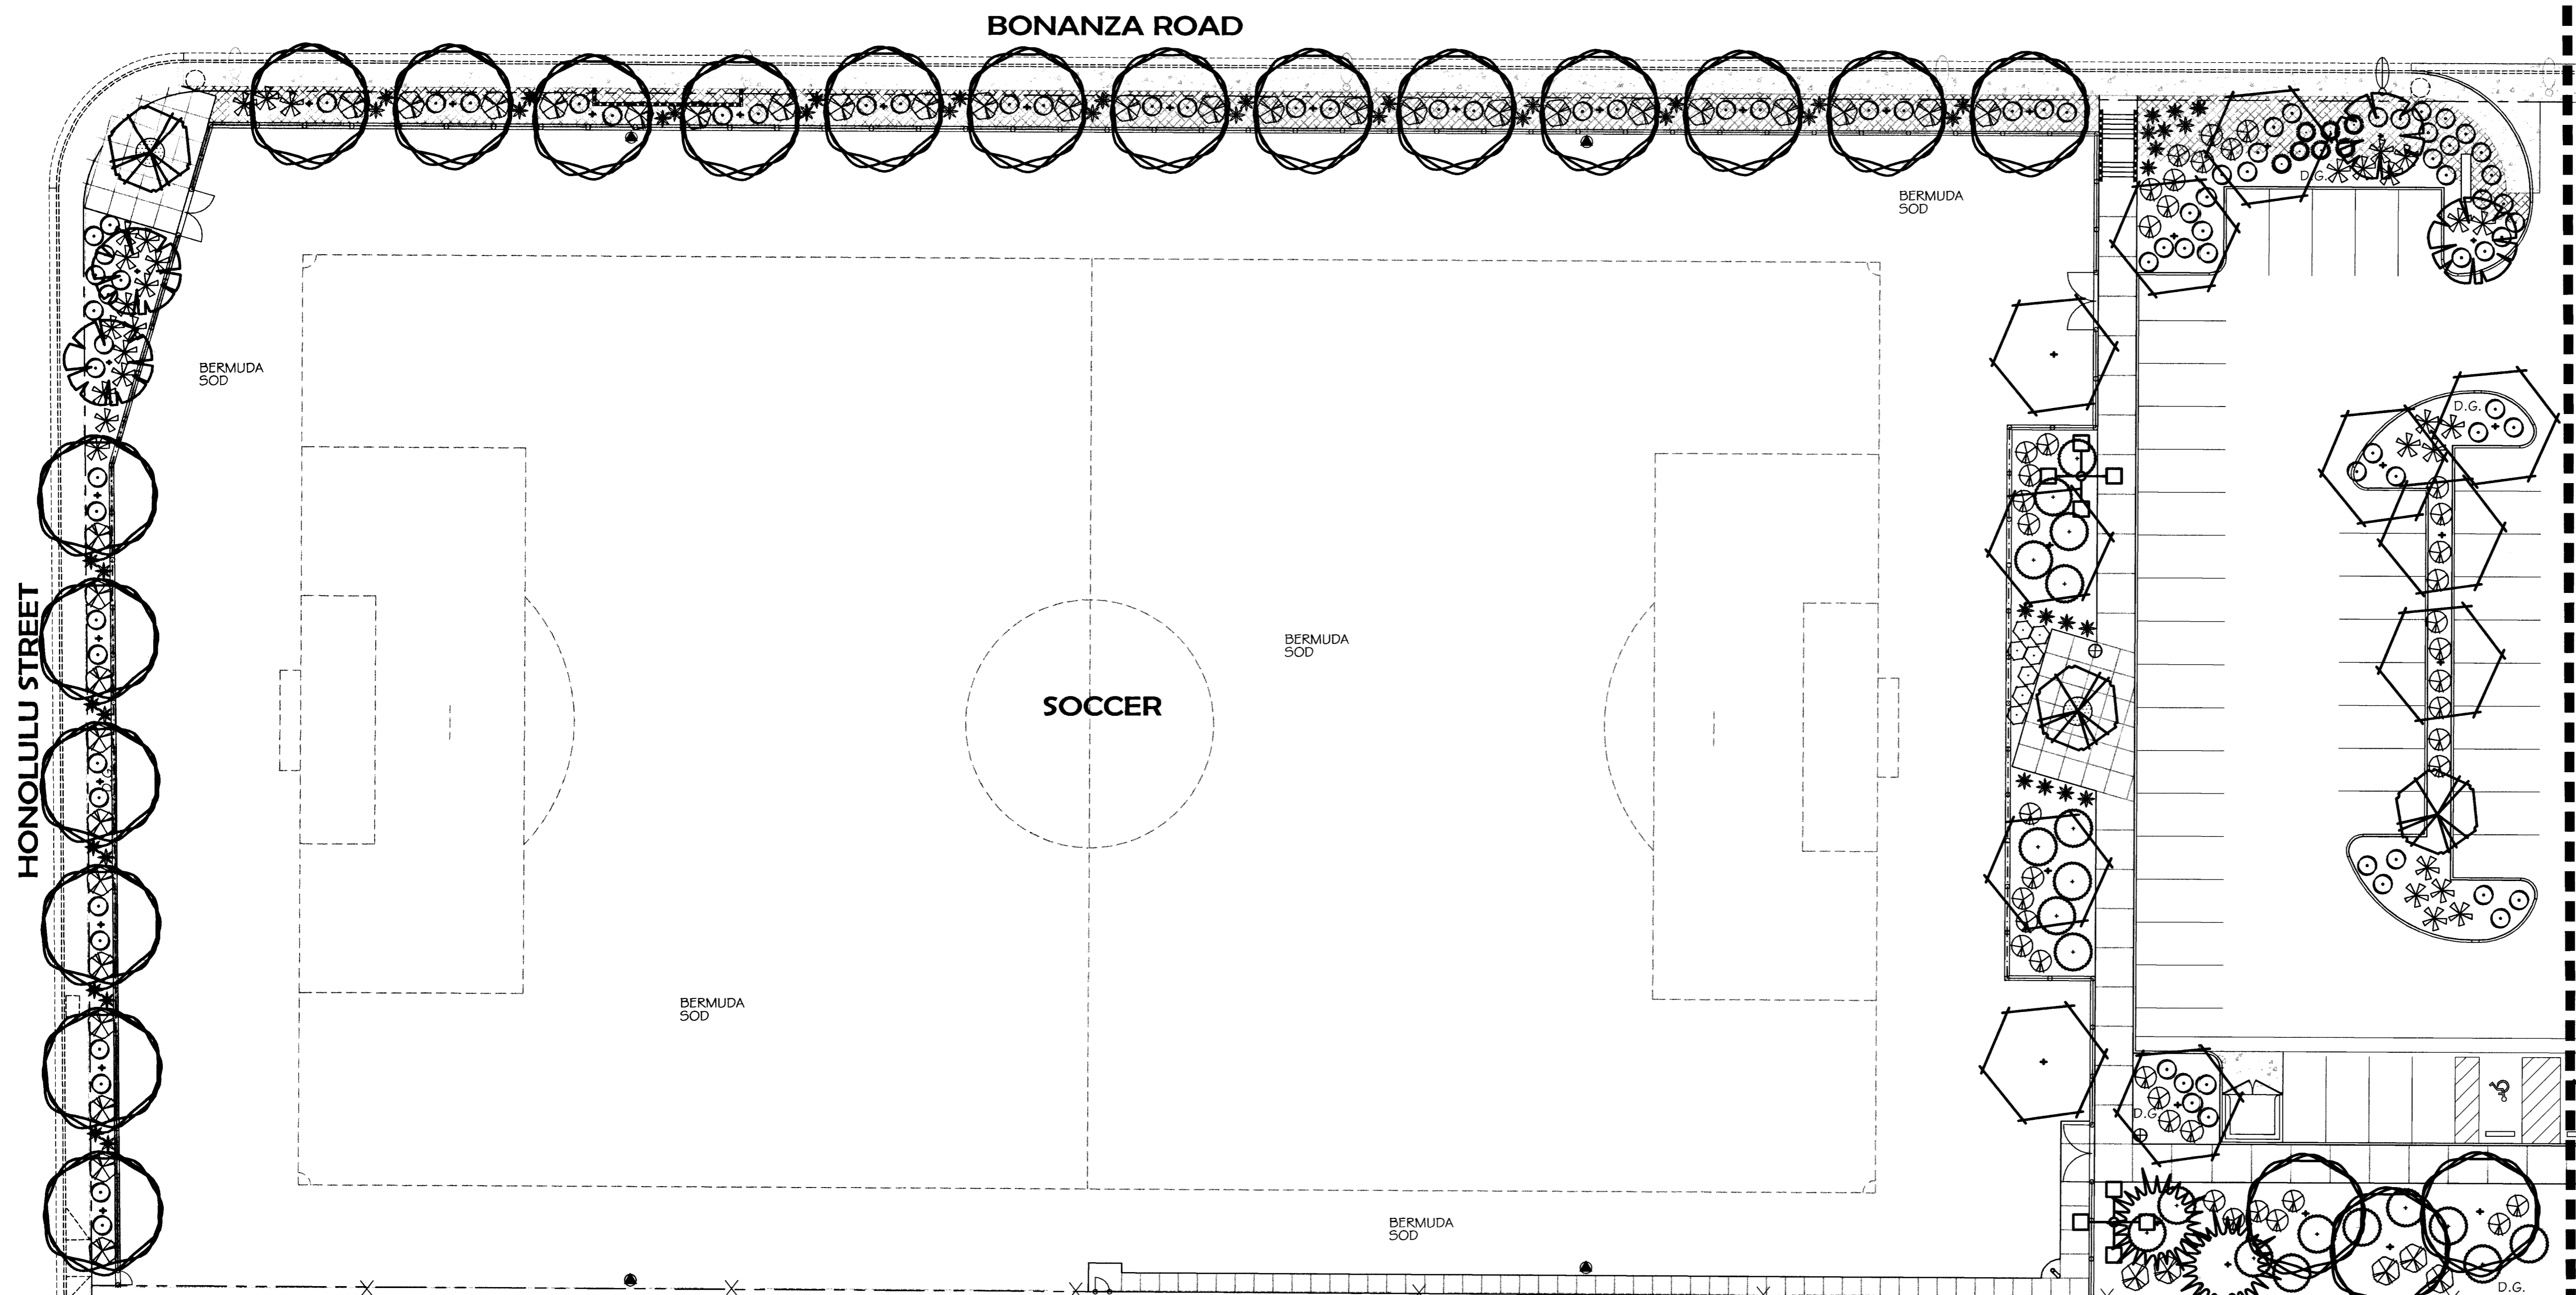 BONANZA ROAD
D.G.
BERMUDA
SOD
BERMUDA
SOD
D.G.
HONOLULU STREET
BERMUDA
SOD
SOCCER
D.G.
BERMUDA
SOD
D.G.
BERMUDA
SOD
D.G.